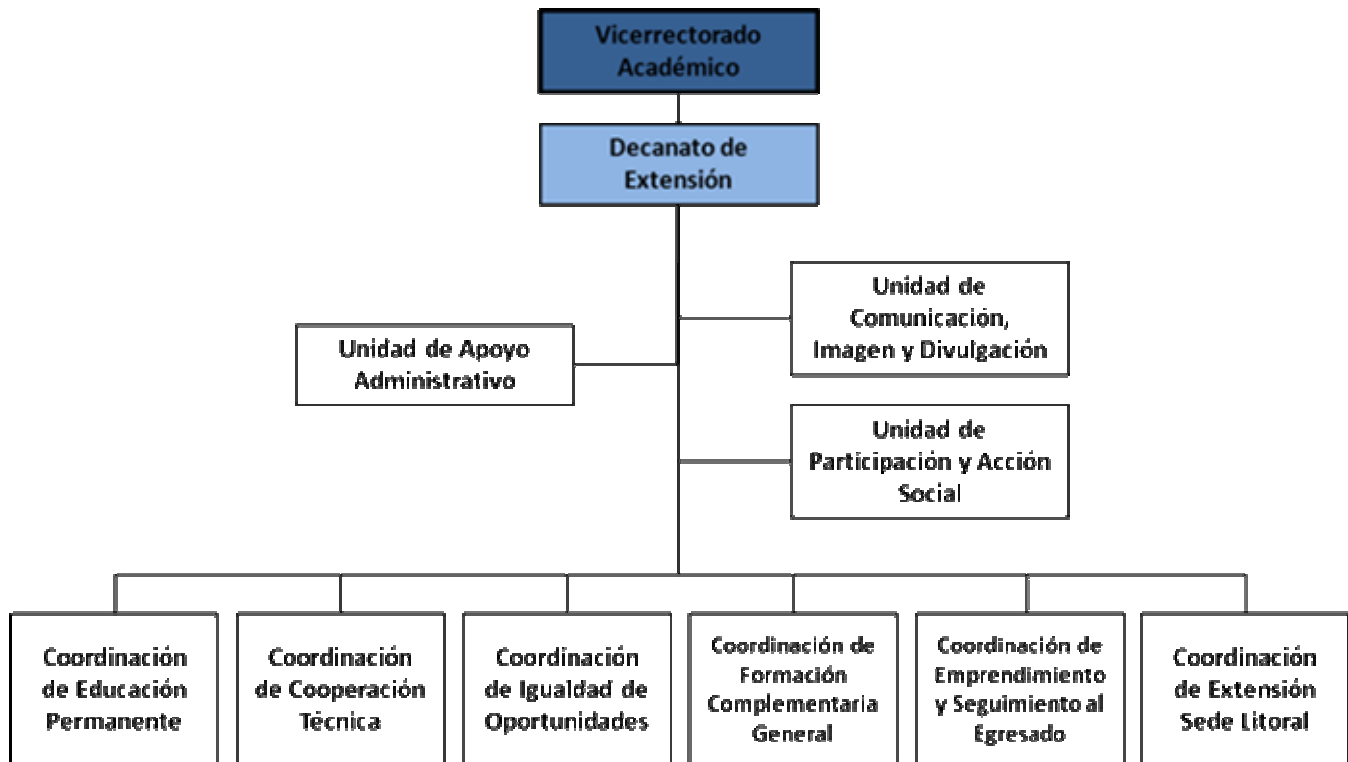 Vicerrectorado
Académico
Decanato de
Extensión
Unidad de
Comunicación,
Imagen y Divulgación
Unidad de Apoyo
Administrativo
Unidad de
Participación y Acción
Social
Coordinación
de Educación
Permanente
Coordinación
de Cooperación
Técnica
Coordinación
de Igualdad de
Oportunidades
Coordinación de
Formación
Complementaria
General
Coordinación de
Emprendimiento
y Seguimiento al
Egresado
Coordinación
de Extensión
Sede Litoral